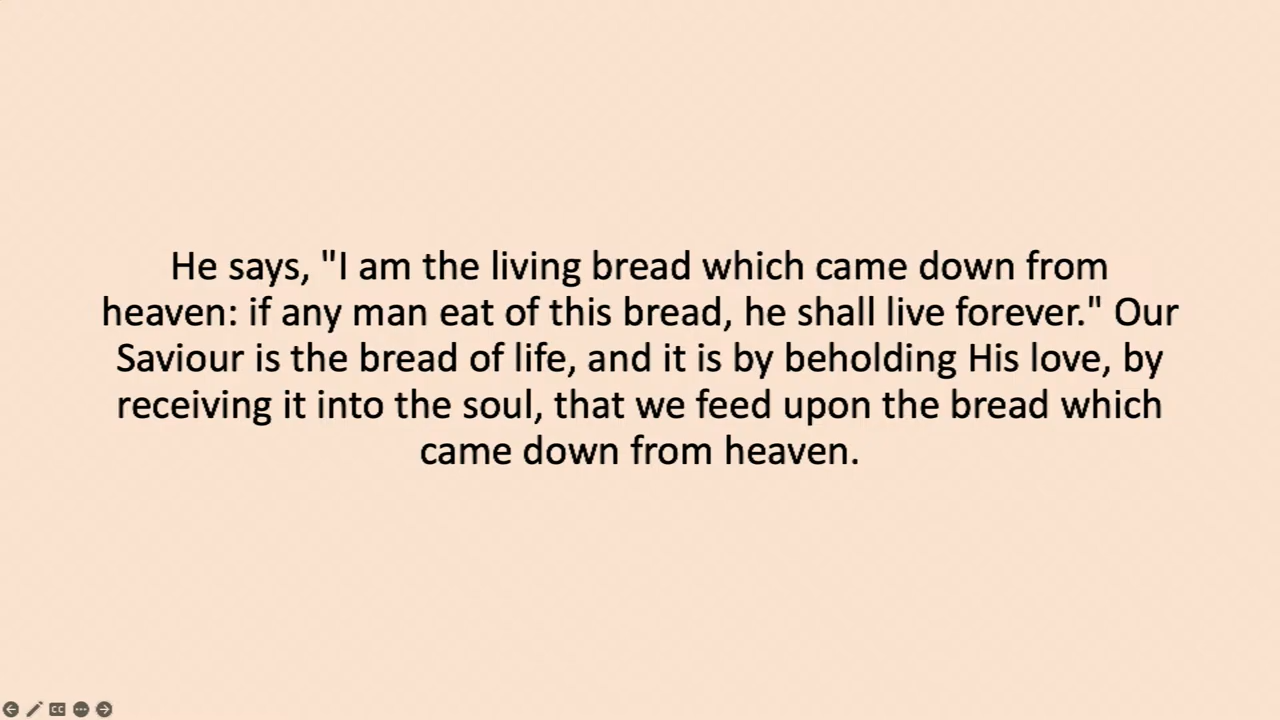 He says, "I am the living bread which came down from
heaven: if any man eat of this bread, he shall live forever." Our
Saviour is the bread of life, and it is by beholding His love, by
receiving it into the soul, that we feed upon the bread which
came down from heaven.
CC